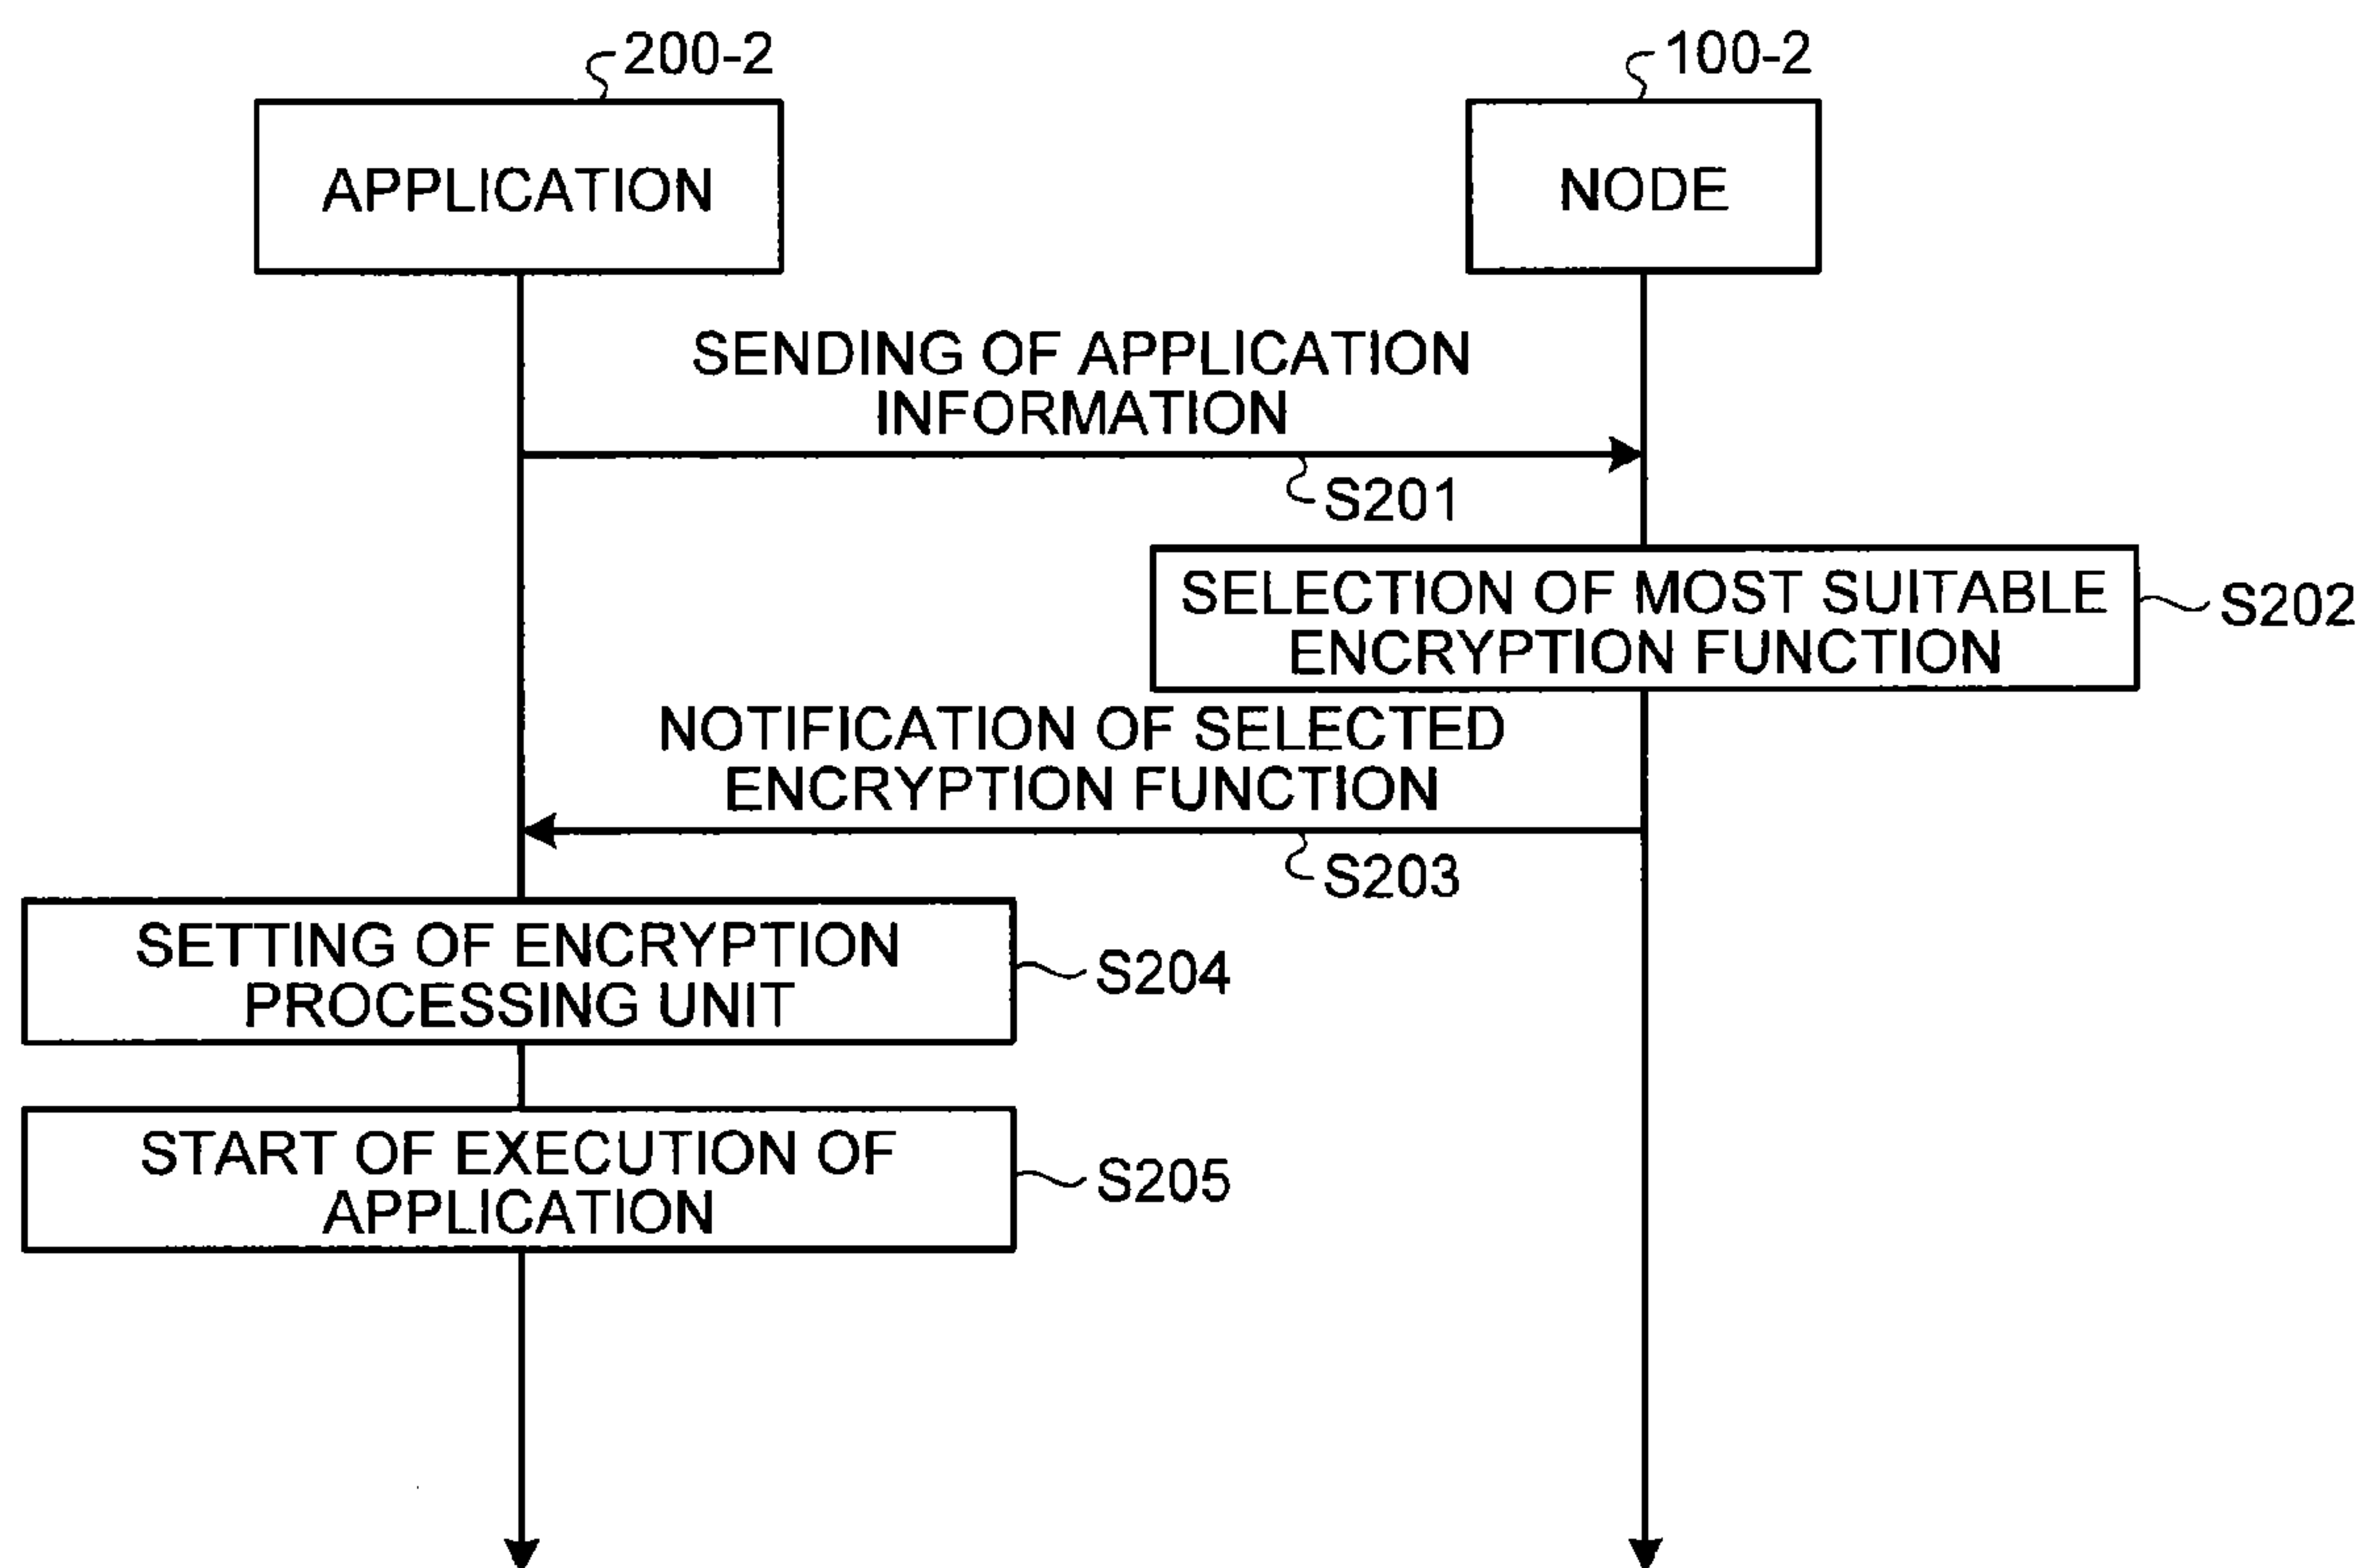 200-2
100-2
APPLICATION
NODE
SENDING OF APPLICATION
INFORMATION
S201
SELECTION OF MOST SUITABLE
ENCRYPTION FUNCTION
S202
NOTIFICATION OF SELECTED
ENCRYPTION FUNCTION
S203
SETTING OF ENCRYPTION
PROCESSING UNIT
S204
START OF EXECUTION OF
APPLICATION
S205